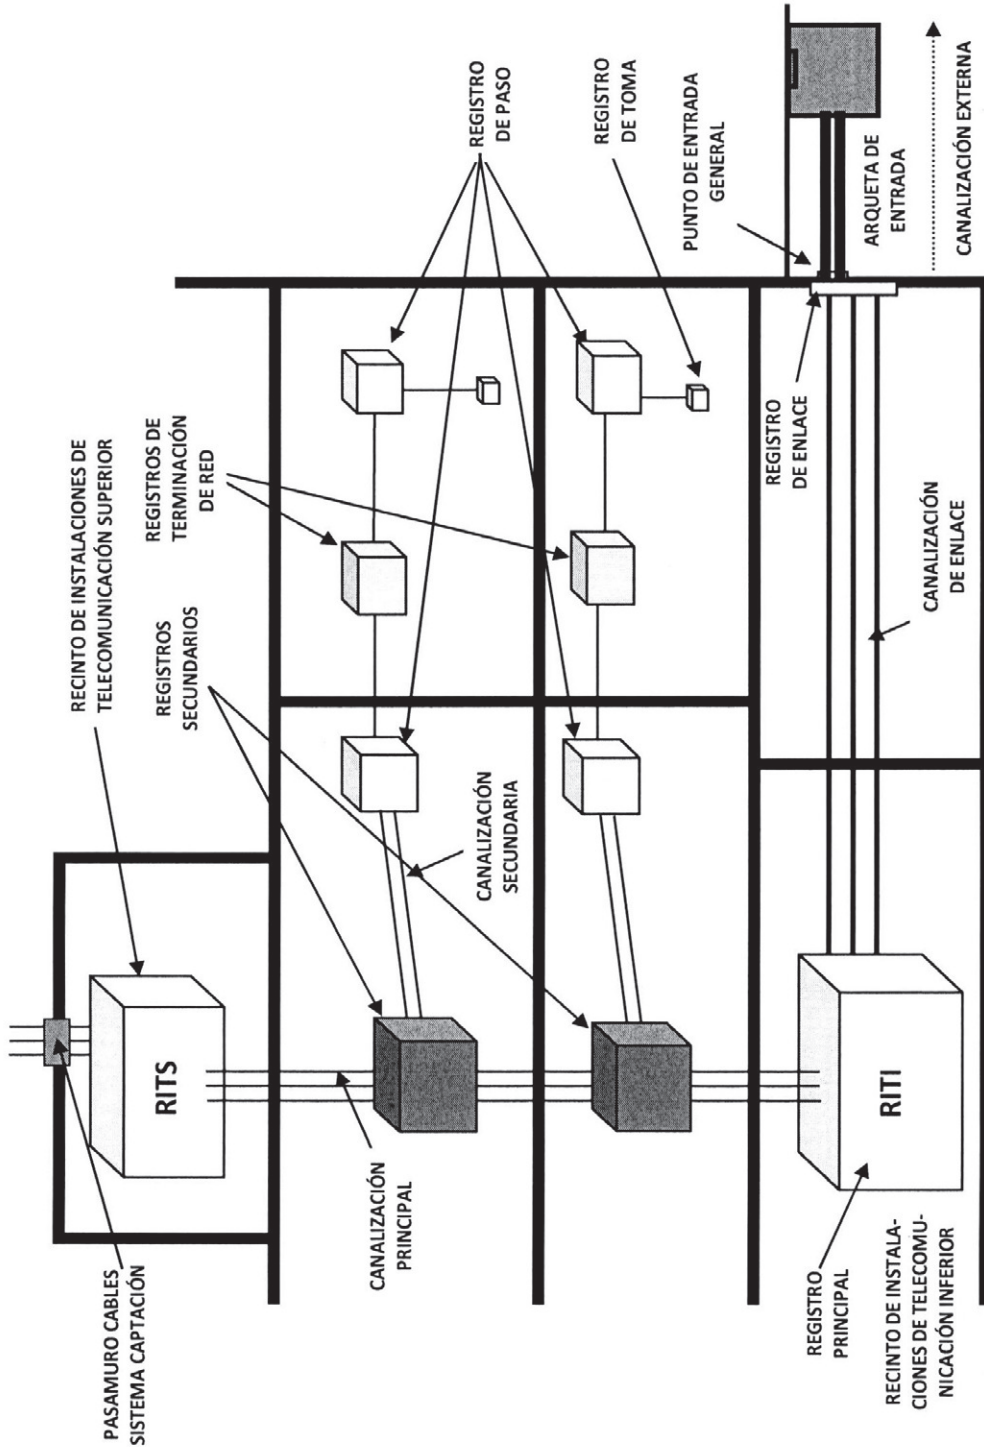 PASAMURO CABLES
SISTEMA CAPTACIÓN
RECINTO DE INSTALACIONES DE
TELECOMUNICACIÓN SUPERIOR
RITS
REGISTROS
SECUNDARIOS
REGISTROS DE
TERMINACIÓN
DE RED
REGISTRO
DE PASO
CANALIZACIÓN
PRINCIPAL
CANALIZACIÓN
SECUNDARIA
REGISTRO
DE TOMA
PUNTO DE ENTRADA
GENERAL
REGISTRO
DE ENLACE
ARQUETA DE
ENTRADA
CANALIZACIÓN EXTERNA
REGISTRO
PRINCIPAL
RITI
CANALIZACIÓN
DE ENLACE
RECINTO DE INSTALA-
CIONES DE TELECOMU-
NICACIÓN INFERIOR